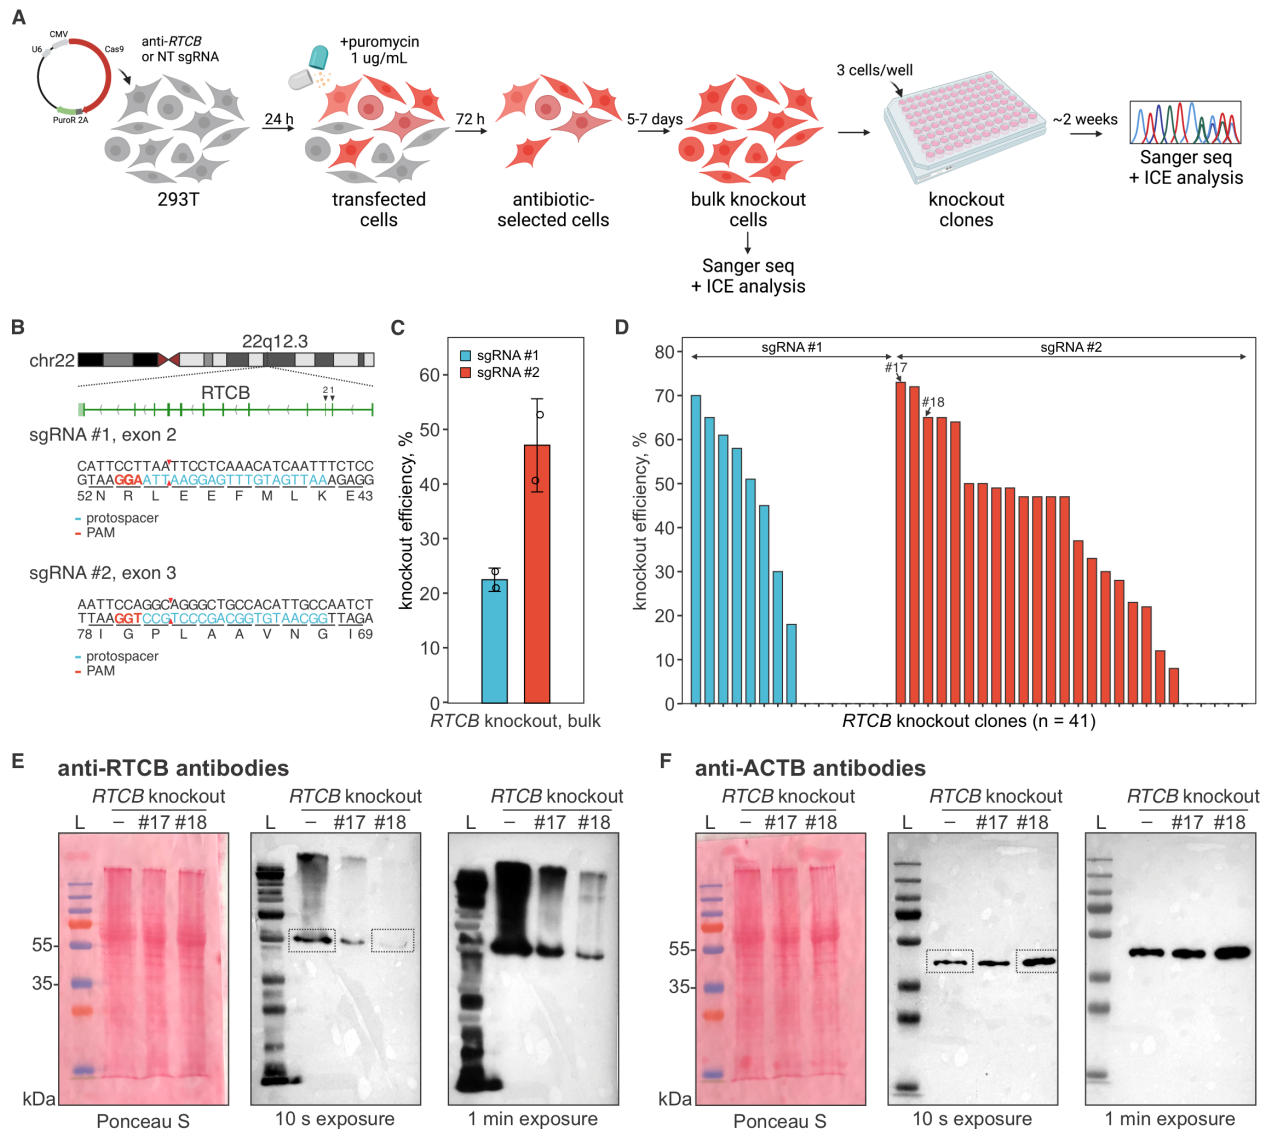 A
CMV
U6
Cas9
PuroR 2A
anti-RTCB
or NT sgRNA
293T
24 h
+puromycin
1 ug/mL
transfected
cells
72 h
antibiotic-
selected cells
5-7 days
bulk knockout
cells
Sanger seq
+ ICE analysis
3 cells/well
knockout
clones
~2 weeks
Sanger seq
+ ICE analysis
B
22q12.3
chr22
RTCB
2 1
sgRNA #1, exon 2
CATTCCTTAATTCCTCAAACATCAATTTCTCC
GTAAGGAATTAAGGAGTTTGTAGTTAAAGAGG
52 N R L E E F M L K E 43
protospacer
PAM
sgRNA #2, exon 3
AATTCCAGGCAGGGCTGCCACATTGCCAATCT
TTAAGGTCCGTCCCGACGGTGTAACGGTTAGA
78 I G P L A A V N G I 69
protospacer
PAM
C
sgRNA #1
sgRNA #2
knockout efficiency, %
60
50
40
30
20
10
0
RTCB knockout, bulk
D
sgRNA #1
sgRNA #2
#17
#18
knockout efficiency, %
80
70
60
50
40
30
20
10
0
RTCB knockout clones (n = 41)
E
anti-RTCB antibodies
RTCB knockout
L – #17 #18
55
35
kDa
Ponceau S
RTCB knockout
L – #17 #18
10 s exposure
RTCB knockout
L – #17 #18
1 min exposure
F
anti-ACTB antibodies
RTCB knockout
L – #17 #18
55
35
kDa
Ponceau S
RTCB knockout
L – #17 #18
10 s exposure
RTCB knockout
L – #17 #18
1 min exposure